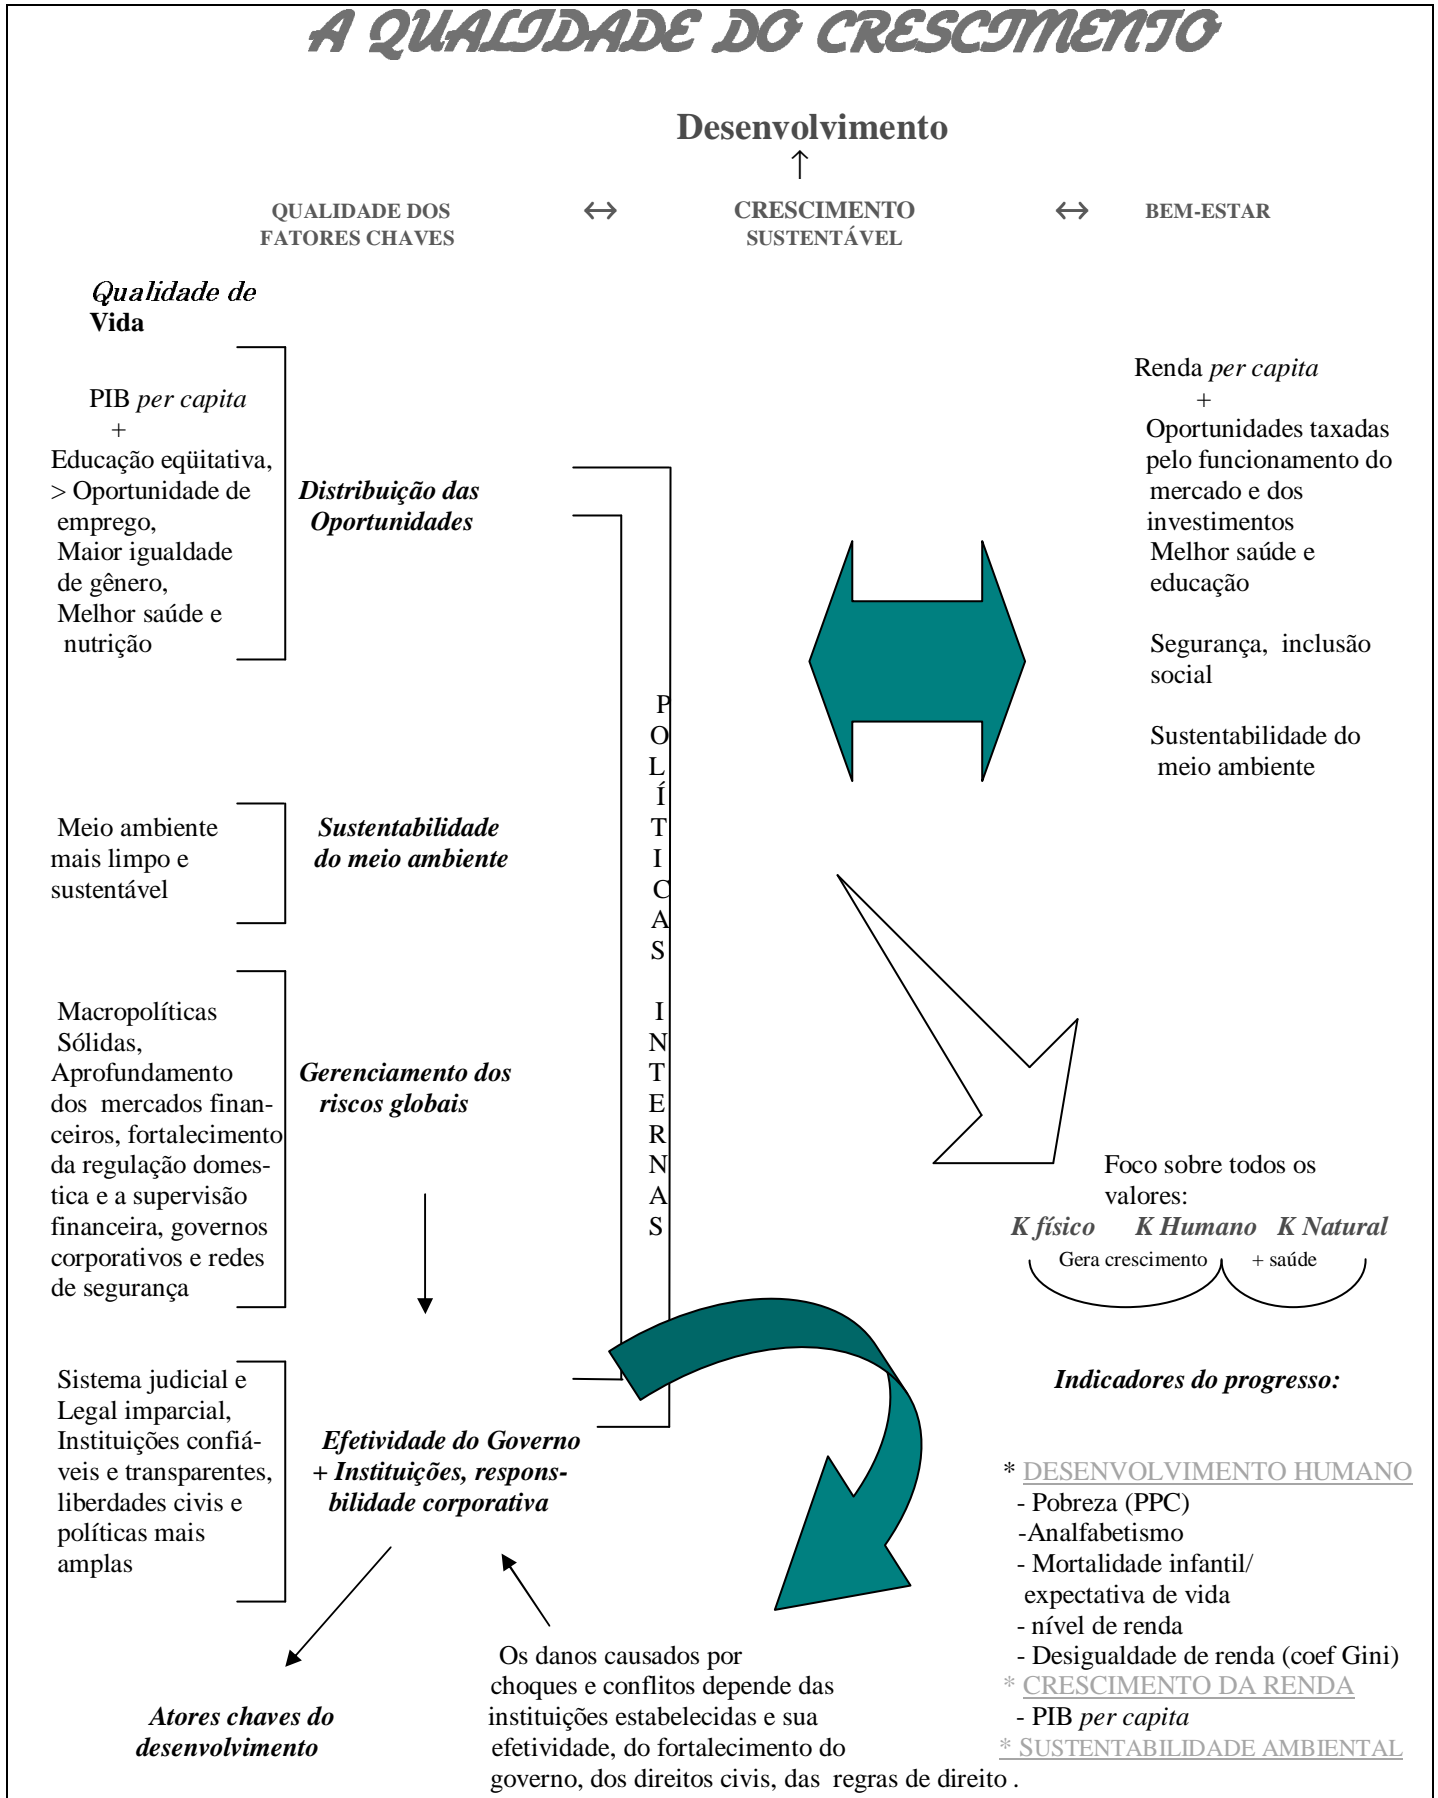 A QUALIDADE DO CRESCIMENTO
Desenvolvimento
↑
QUALIDADE DOS ↔ CRESCIMENTO ↔ BEM-ESTAR
FATORES CHAVES SUSTENTÁVEL
Qualidade de
Vida
PIB per capita
+
Educação eqüitativa,
> Oportunidade de
emprego,
Maior igualdade
de gênero,
Melhor saúde e
nutrição
Distribuição das
Oportunidades
Meio ambiente
mais limpo e
sustentável
Sustentabilidade
do meio ambiente
Macropolíticas
Sólidas,
Aprofundamento
dos mercados finan-
ceiros, fortalecimento
da regulação domes-
tica e a supervisão
financeira, governos
corporativos e redes
de segurança
Gerenciamento dos
riscos globais
Sistema judicial e
Legal imparcial,
Instituições confiá-
veis e transparentes,
liberdades civis e
políticas mais
amplas
Efetividade do Governo
+ Instituições, respons-
bilidade corporativa
Atores chaves do
desenvolvimento
Os danos causados por
choques e conflitos depende das
instituições estabelecidas e sua
efetividade, do fortalecimento do
governo, dos direitos civis, das regras de direito .
POLÍTICAS INTERNAS
Renda per capita
+
Oportunidades taxadas
pelo funcionamento do
mercado e dos
investimentos
Melhor saúde e
educação
Segurança, inclusão
social
Sustentabilidade do
meio ambiente
Foco sobre todos os
valores:
K físico K Humano K Natural
Gera crescimento + saúde
Indicadores do progresso:
* DESENVOLVIMENTO HUMANO
- Pobreza (PPC)
-Analfabetismo
- Mortalidade infantil/
expectativa de vida
- nível de renda
- Desigualdade de renda (coef Gini)
* CRESCIMENTO DA RENDA
- PIB per capita
* SUSTENTABILIDADE AMBIENTAL